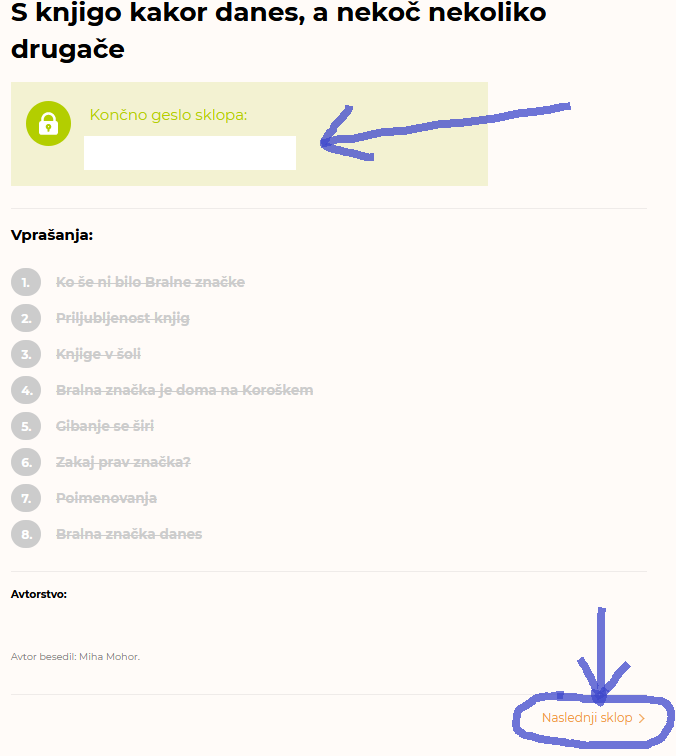 S knjigo kakor danes, a nekoč nekoliko
drugače
Končno geslo sklopa:
Vprašanja:
1. Ko še ni bilo Bralne značke
2. Priljubljenost knjig
3. Knjige v šoli
4. Bralna značka je doma na Koroškem
5. Gibanje se širi
6. Zakaj prav značka?
7. Poimenovanja
8. Bralna značka danes
Avtorstvo:
Avtor besedil: Miha Mohor.
Naslednji sklop >